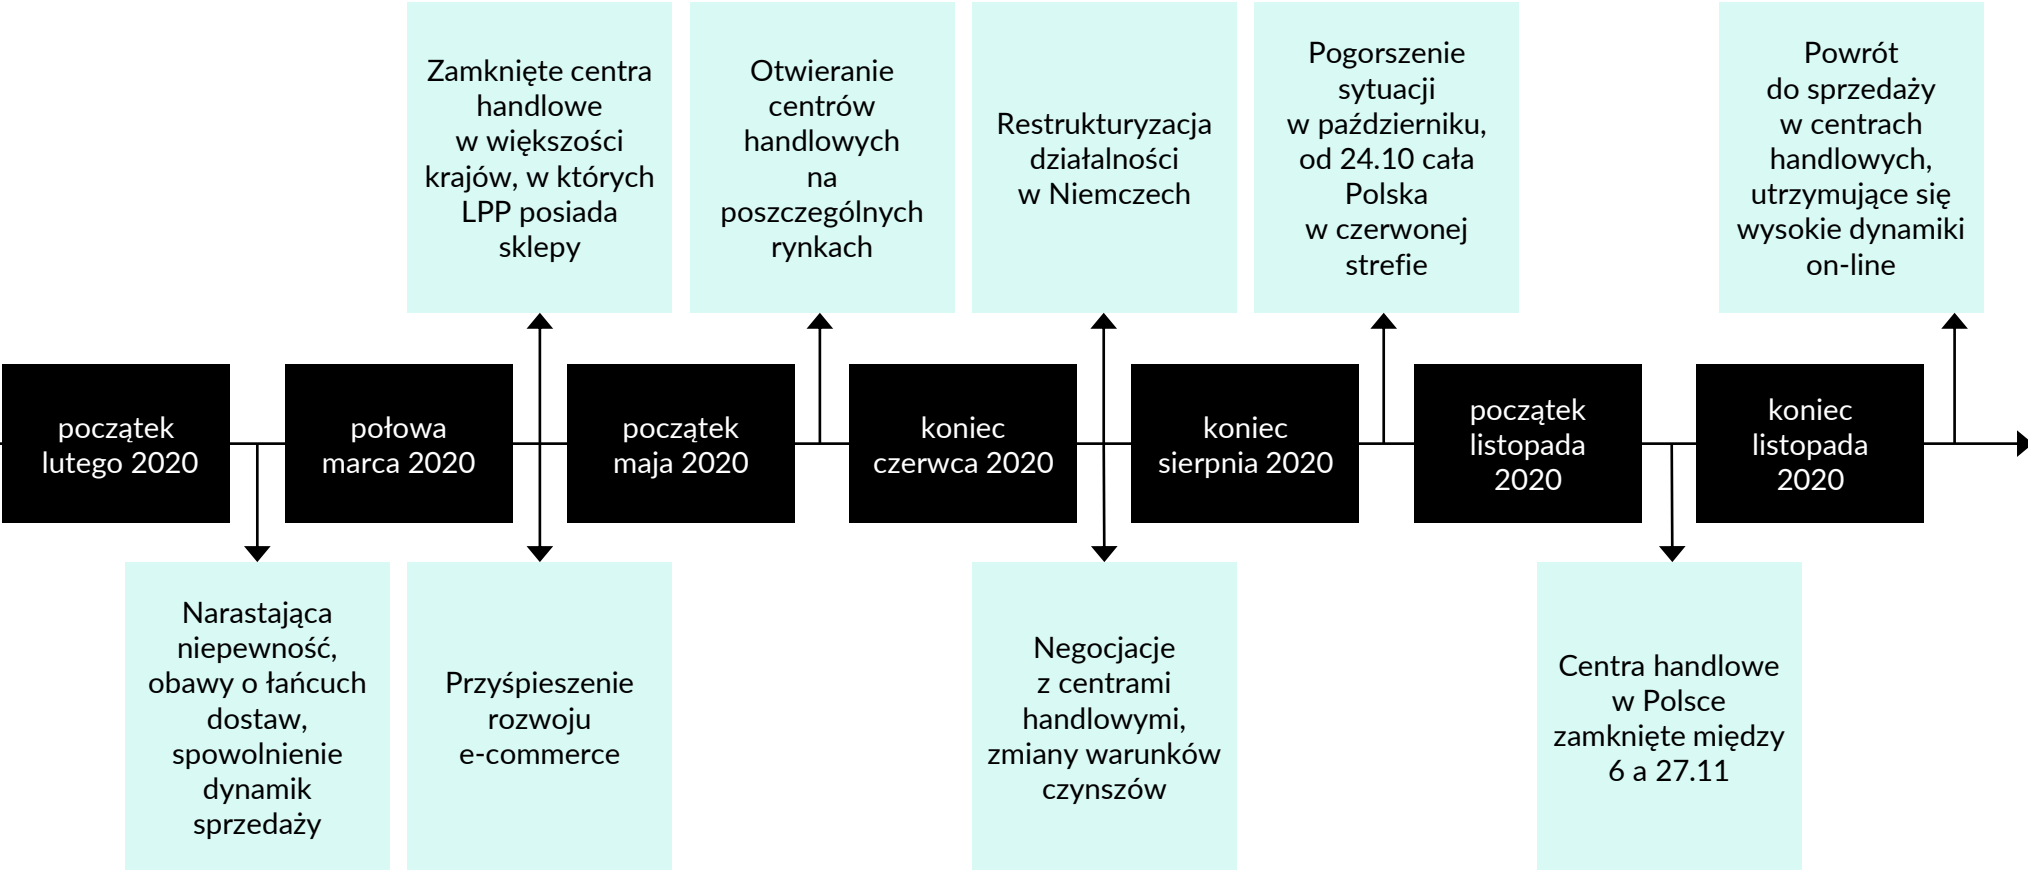 Zamknięte centra
handlowe
w większości
krajów, w których
LPP posiada
sklepy
Otwieranie
centrów
handlowych
na
poszczególnych
rynkach
Restrukturyzacja
działalności
w Niemczech
Pogorszenie
sytuacji
w październiku,
od 24.10 cała
Polska
w czerwonej
strefie
Powrót
do sprzedaży
w centrach
handlowych,
utrzymujące się
wysokie dynamiki
on-line
początek
lutego 2020
połowa
marca 2020
początek
maja 2020
koniec
czerwca 2020
koniec
sierpnia 2020
początek
listopada
2020
koniec
listopada
2020
Narastająca
niepewność,
obawy o łańcuch
dostaw,
spowolnienie
dynamik
sprzedaży
Przyśpieszenie
rozwoju
e-commerce
Negocjacje
z centrami
handlowymi,
zmiany warunków
czynszów
Centra handlowe
w Polsce
zamknięte między
6 a 27.11